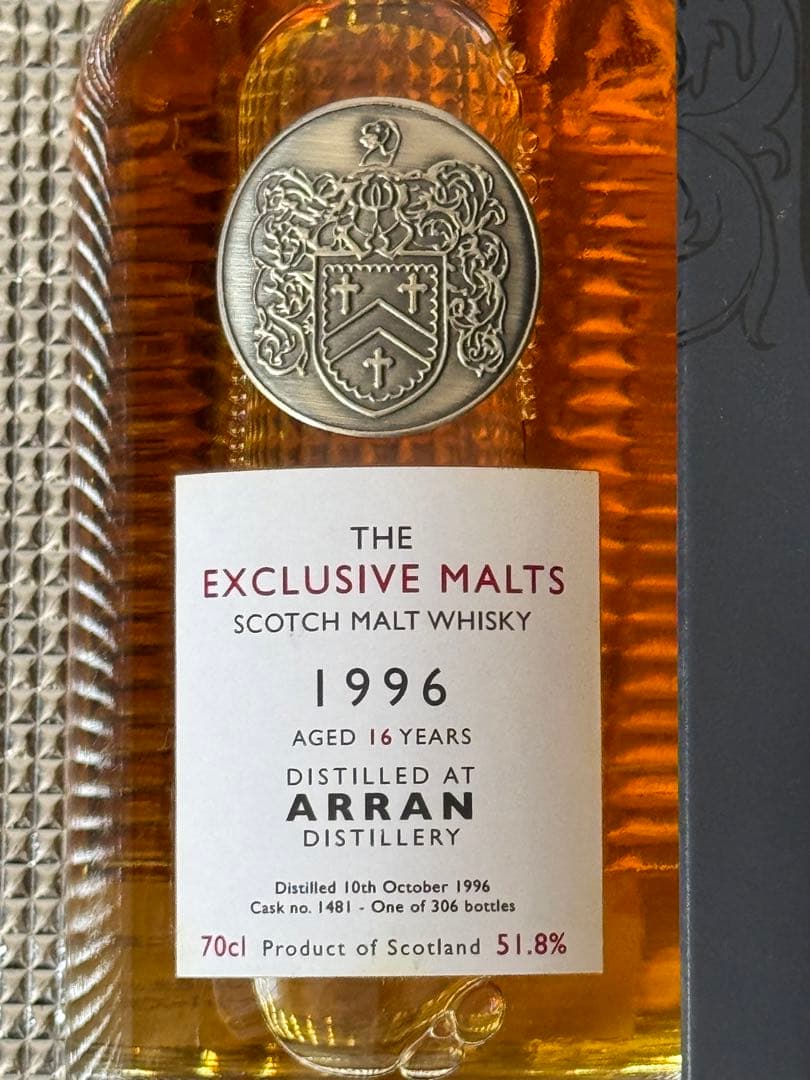 THE
EXCLUSIVE MALTS
SCOTCH MALT WHISKY
1996
AGED 16 YEARS
DISTILLED AT
ARRAN
DISTILLERY
Distilled 10th October 1996
Cask no. 1481 - One of 306 bottles
70cl Product of Scotland 51.8%